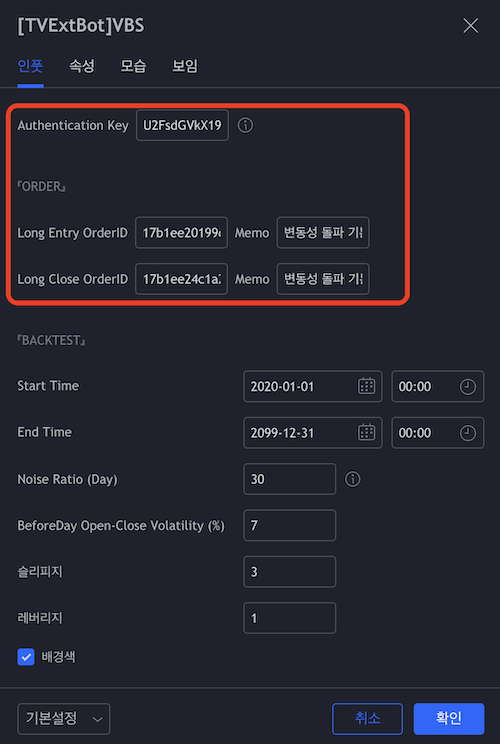 [TVExtBot]VBS
인풋 속성 모습 보임
Authentication Key U2FsdGVkX19
『ORDER』
Long Entry OrderID 17b1ee20199 Memo 변동성 돌파
Long Close OrderID 17b1ee24c1a Memo 변동성 돌파
『BACKTEST』
Start Time 2020-01-01 00:00
End Time 2099-12-31 00:00
Noise Ratio (Day) 30
BeforeDay Open-Close Volatility (%) 7
슬리피지 3
레버리지 1
배경색
기본설정 취소 확인